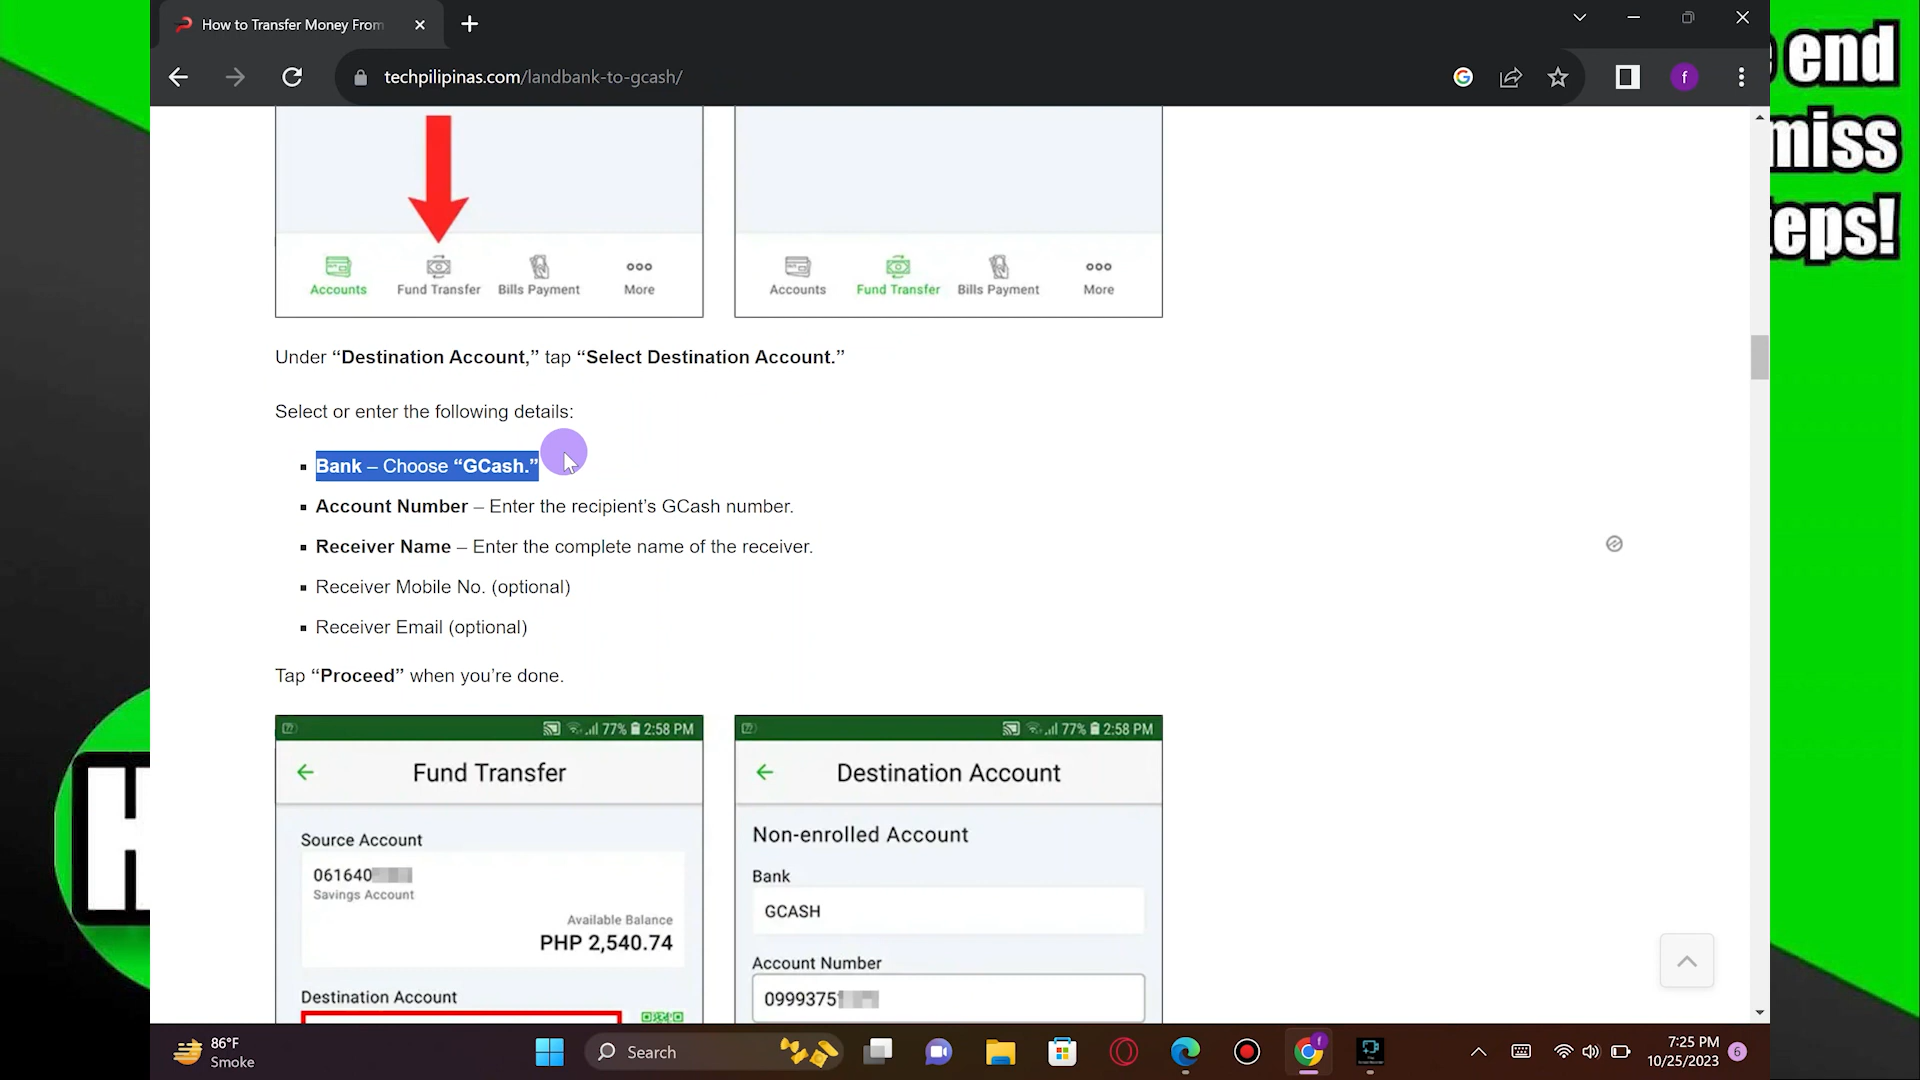 How to Transfer Money From
techpilipinas.com/landbank-to-gcash/
f
end
miss
teps!
Accounts Fund Transfer Bills Payment More
Accounts Fund Transfer Bills Payment More
Under “Destination Account,” tap “Select Destination Account.”
Select or enter the following details:
Bank – Choose “GCash.”
Account Number – Enter the recipient’s GCash number.
Receiver Name – Enter the complete name of the receiver.
Receiver Mobile No. (optional)
Receiver Email (optional)
Tap “Proceed” when you’re done.
77% 2:58 PM
Fund Transfer
Source Account
061640
Savings Account
Available Balance
PHP 2,540.74
Destination Account
77% 2:58 PM
Destination Account
Non-enrolled Account
Bank
GCASH
Account Number
0999375
H
86°F
Smoke
Search
f
7:25 PM
10/25/2023
6